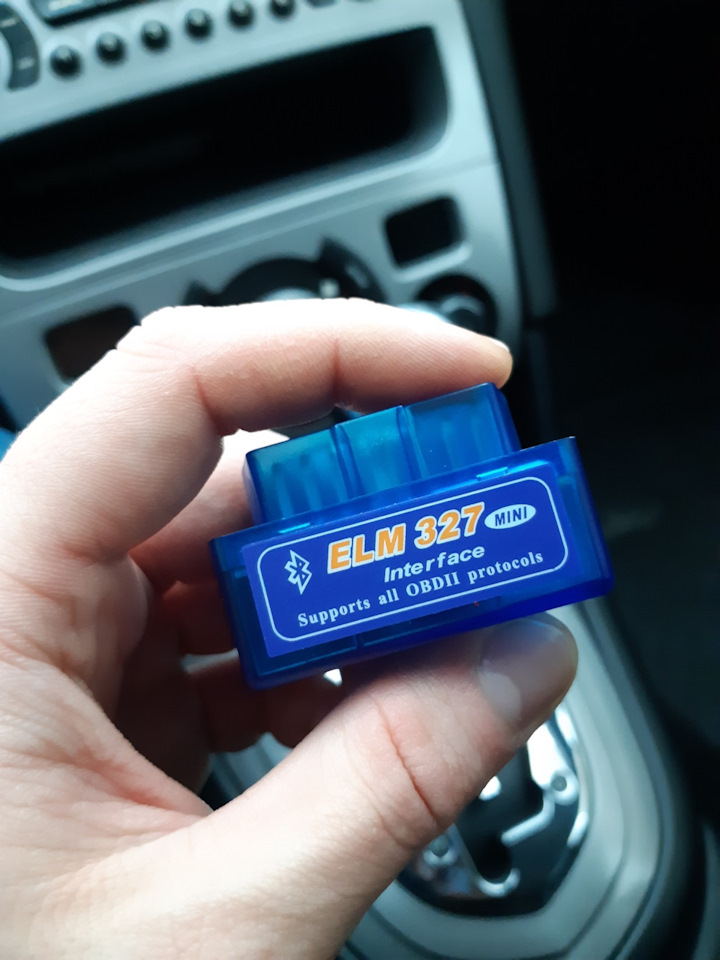 ELM 327 MINI
Interface
Supports all OBDII protocols